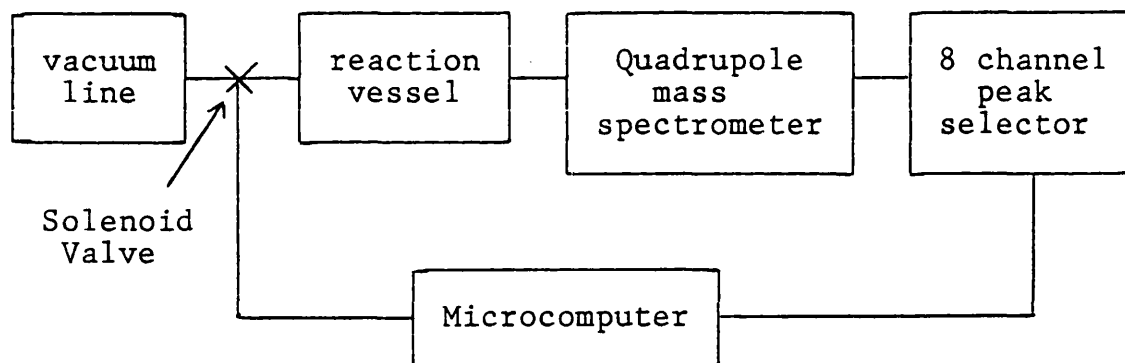 vacuum
line
reaction
vessel
Quadrupole
mass
spectrometer
8 channel
peak
selector
Solenoid
Valve
Microcomputer